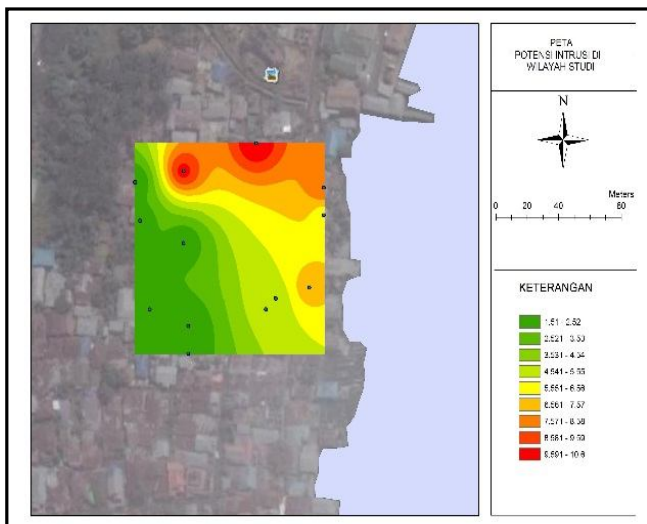 PETA
POTENSI INTRUSI DI
WILAYAH STUDI
N
Meters
0 20 40 60
KETERANGAN
1.51 - 2.52
2.521 - 3.53
3.531 - 4.54
4.541 - 5.55
5.551 - 6.56
6.561 - 7.57
7.571 - 8.58
8.581 - 9.59
9.591 - 10.6